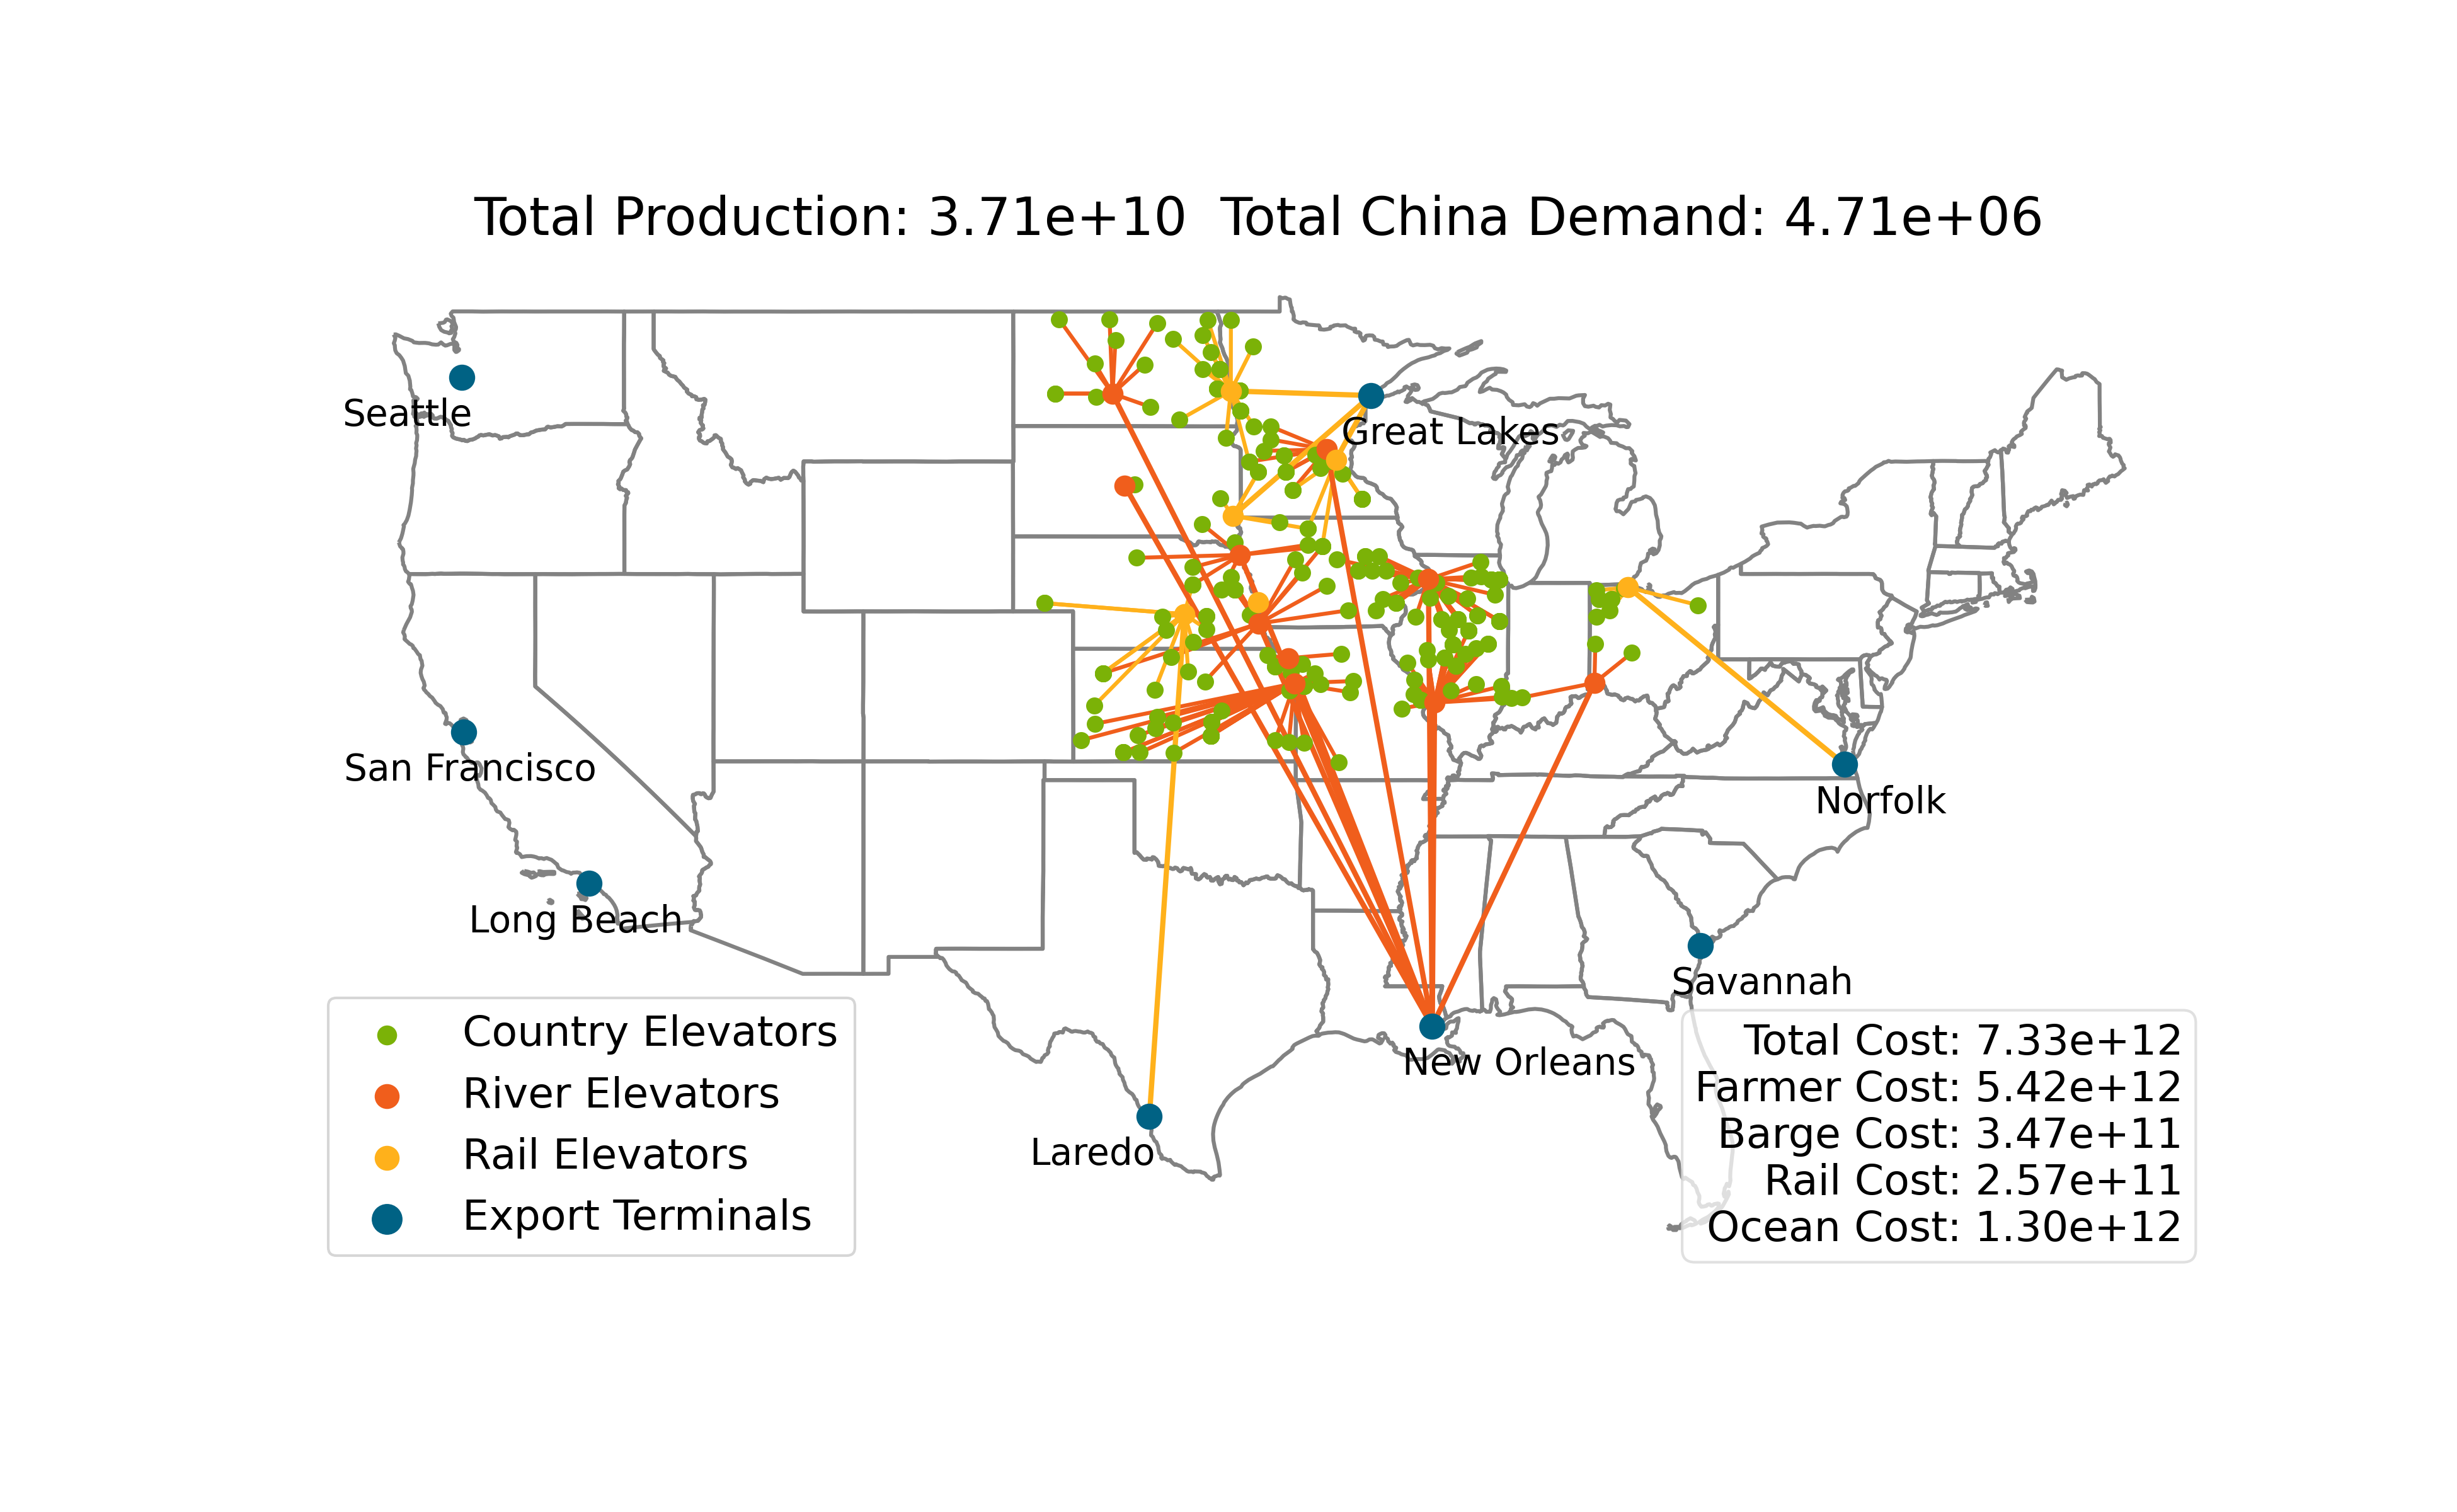 Total Production: 3.71e+10  Total China Demand: 4.71e+06
Seattle
Great Lakes
San Francisco
Norfolk
Long Beach
Savannah
New Orleans
Laredo
Country Elevators
River Elevators
Rail Elevators
Export Terminals
Total Cost: 7.33e+12
Farmer Cost: 5.42e+12
Barge Cost: 3.47e+11
Rail Cost: 2.57e+11
Ocean Cost: 1.30e+12